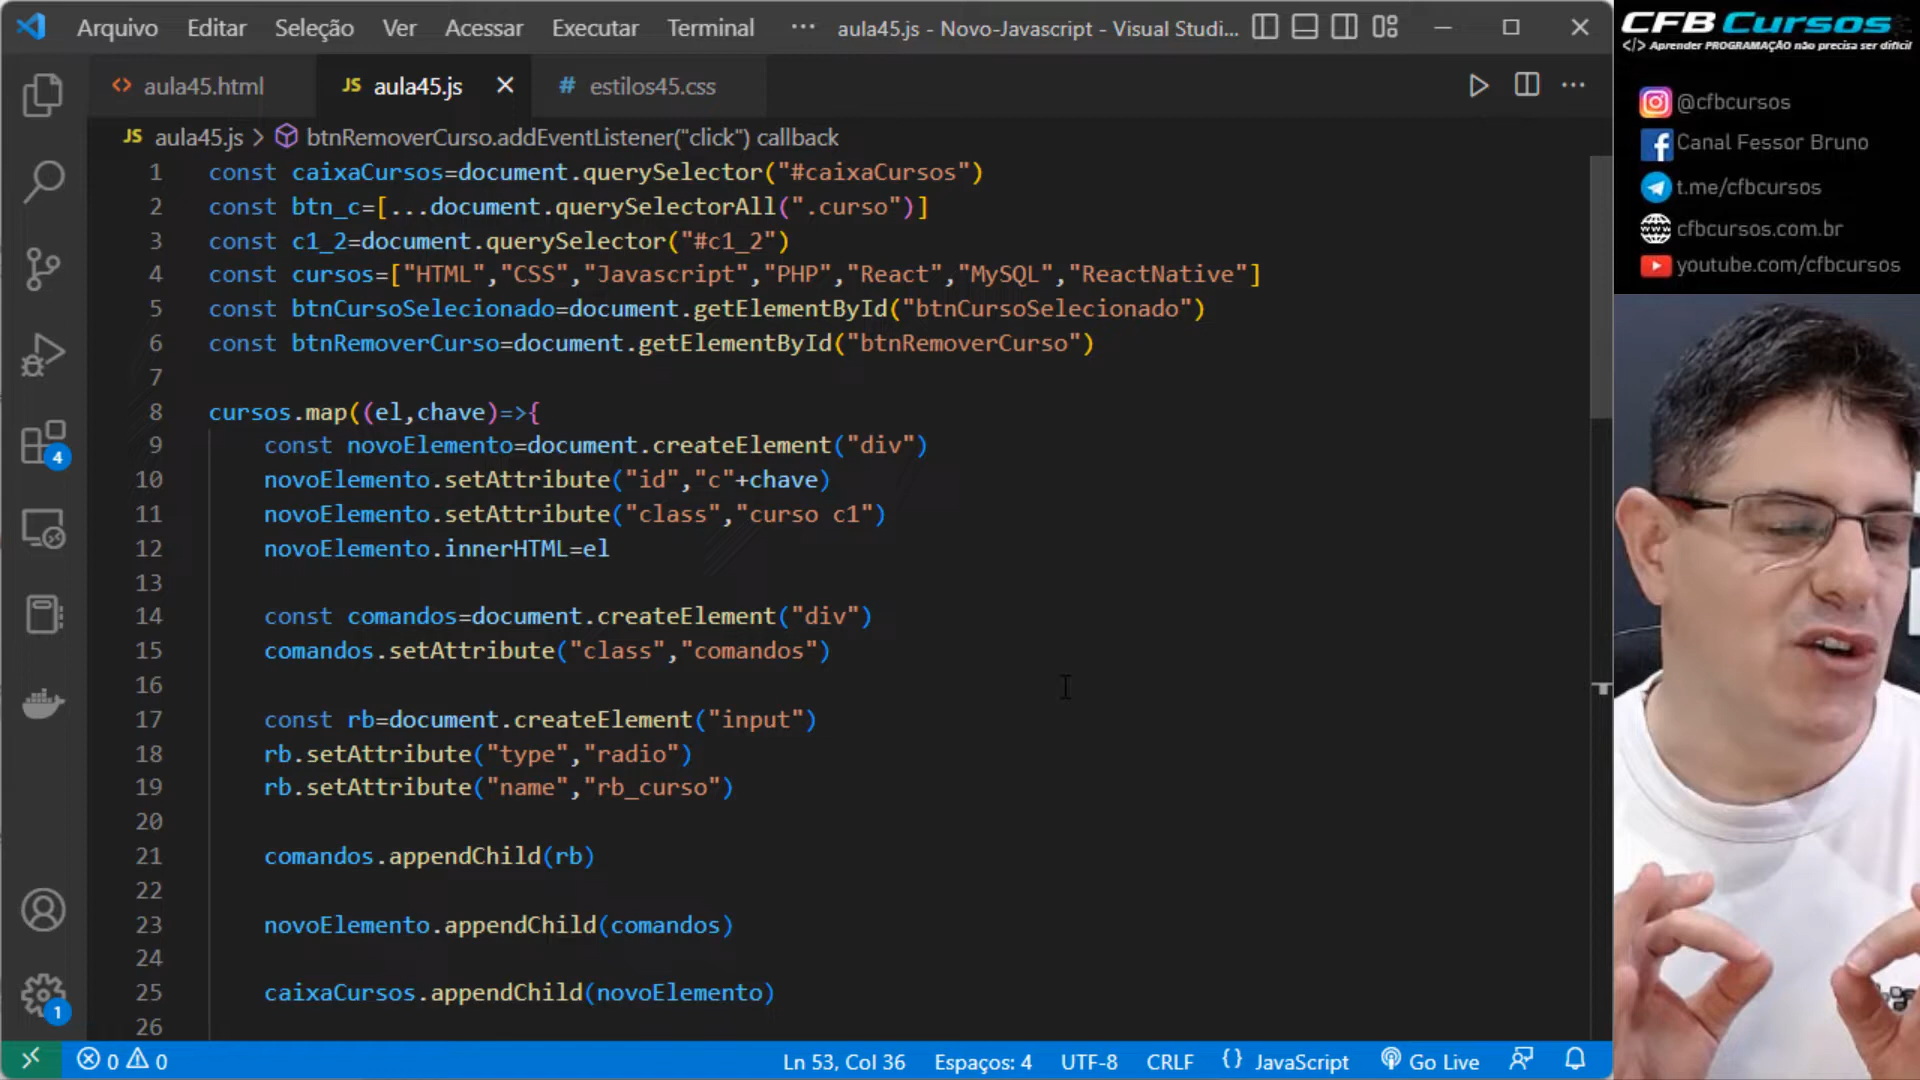 Arquivo Editar Seleção Ver Acessar Executar Terminal ··· aula45.js - Novo-Javascript - Visual Studi...
<> aula45.html JS aula45.js # estilos45.css ···
JS aula45.js > btnRemoverCurso.addEventListener("click") callback
1 const caixaCursos=document.querySelector("#caixaCursos")
2 const btn_c=[...document.querySelectorAll(".curso")]
3 const c1_2=document.querySelector("#c1_2")
4 const cursos=["HTML","CSS","Javascript","PHP","React","MySQL","ReactNative"]
5 const btnCursoSelecionado=document.getElementById("btnCursoSelecionado")
6 const btnRemoverCurso=document.getElementById("btnRemoverCurso")
7
8 cursos.map((el,chave)=>{
9 const novoElemento=document.createElement("div")
10 novoElemento.setAttribute("id","c"+chave)
11 novoElemento.setAttribute("class","curso c1")
12 novoElemento.innerHTML=el
13
14 const comandos=document.createElement("div")
15 comandos.setAttribute("class","comandos")
16
17 const rb=document.createElement("input")
18 rb.setAttribute("type","radio")
19 rb.setAttribute("name","rb_curso")
20
21 comandos.appendChild(rb)
22
23 novoElemento.appendChild(comandos)
24
25 caixaCursos.appendChild(novoElemento)
26
4
1
0 0 Ln 53, Col 36 Espaços: 4 UTF-8 CRLF {} JavaScript Go Live
CFB Cursos
</> Aprender PROGRAMAÇÃO não precisa ser difícil
@cfbcursos
Canal Fessor Bruno
t.me/cfbcursos
cfbcursos.com.br
youtube.com/cfbcursos